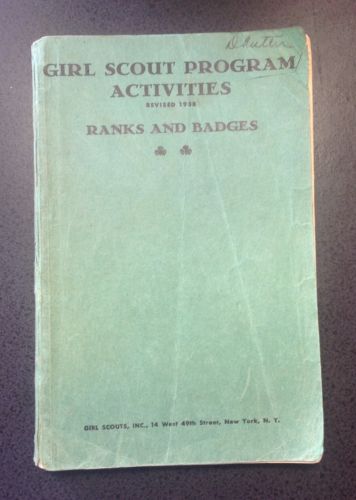 GIRL SCOUT PROGRAM
ACTIVITIES
REVISED 1938
RANKS AND BADGES
GIRL SCOUTS, INC., 14 West 49th Street, New York, N. Y.